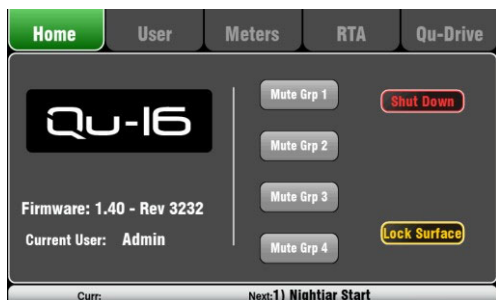 Home User Meters RTA Qu-Drive
Mute Grp 1
Shut Down
Qu-16
Mute Grp 2
Firmware: 1.40 - Rev 3232
Mute Grp 3
Current User: Admin
Lock Surface
Mute Grp 4
Curr: Next:1) Nightjar Start